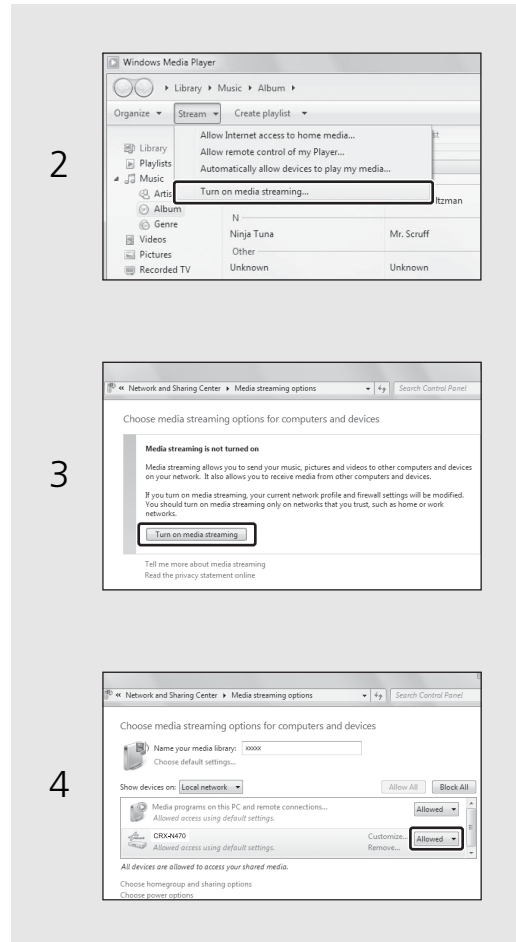 2
Windows Media Player
Library Music Album
Organize Stream Create playlist
Allow Internet access to home media...
Allow remote control of my Player...
Automatically allow devices to play my media...
Turn on media streaming...
Library
Playlists
Music
Artis
Album
Genre
Videos
Pictures
Recorded TV
st
ltzman
N
Ninja Tuna Mr. Scruff
Other
Unknown Unknown
3
« Network and Sharing Center Media streaming options Search Control Panel
Choose media streaming options for computers and devices
Media streaming is not turned on
Media streaming allows you to send your music, pictures and videos to other computers and devices
on your network. It also allows you to receive media from other computers and devices.
If you turn on media streaming, your current network profile and firewall settings will be modified.
You should turn on media streaming only on networks that you trust, such as home or work
networks.
Turn on media streaming
Tell me more about media streaming
Read the privacy statement online
4
« Network and Sharing Center Media streaming options Search Control Panel
Choose media streaming options for computers and devices
Name your media library: xxxxx
Choose default settings...
Show devices on: Local network Allow All Block All
Media programs on this PC and remote connections... Allowed
Allowed access using default settings.
CRX-N470 Customize... Allowed
Allowed access using default settings. Remove...
All devices are allowed to access your shared media.
Choose homegroup and sharing options
Choose power options